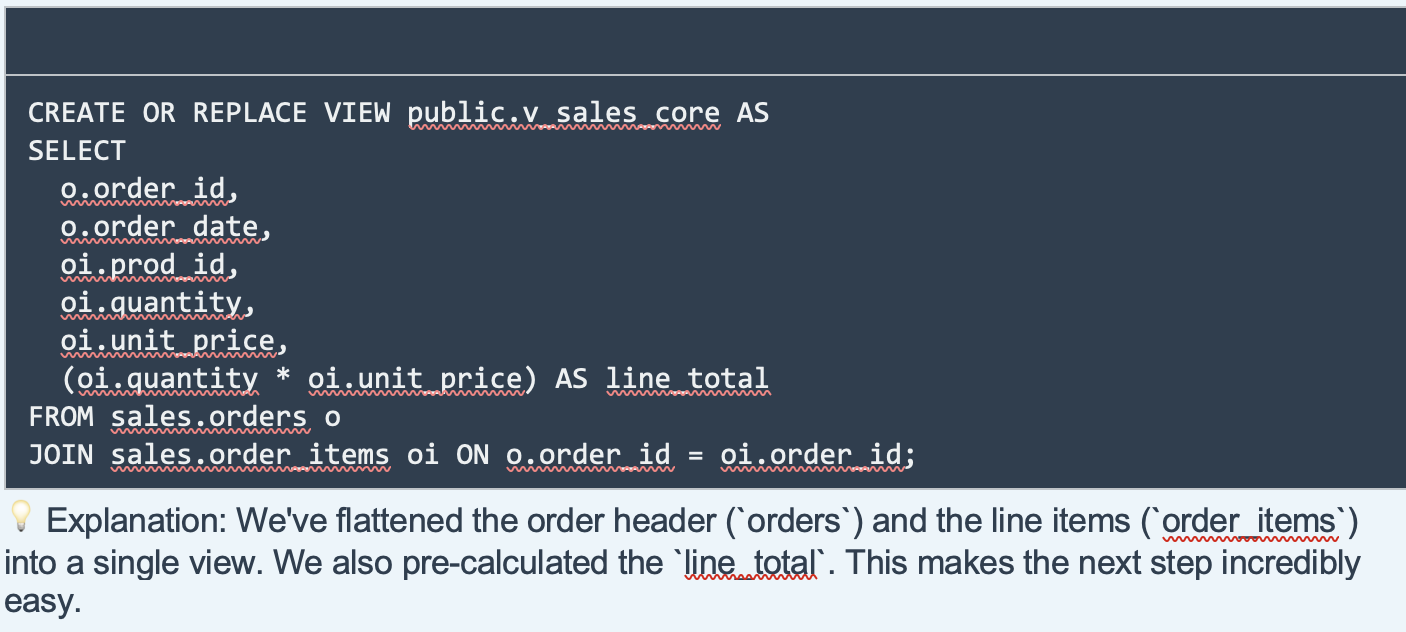 CREATE OR REPLACE VIEW public.v_sales_core AS
SELECT
  o.order_id,
  o.order_date,
  oi.prod_id,
  oi.quantity,
  oi.unit_price,
  (oi.quantity * oi.unit_price) AS line_total
FROM sales.orders o
JOIN sales.order_items oi ON o.order_id = oi.order_id;
💡 Explanation: We've flattened the order header (`orders`) and the line items (`order_items`)
into a single view. We also pre-calculated the `line_total`. This makes the next step incredibly
easy.